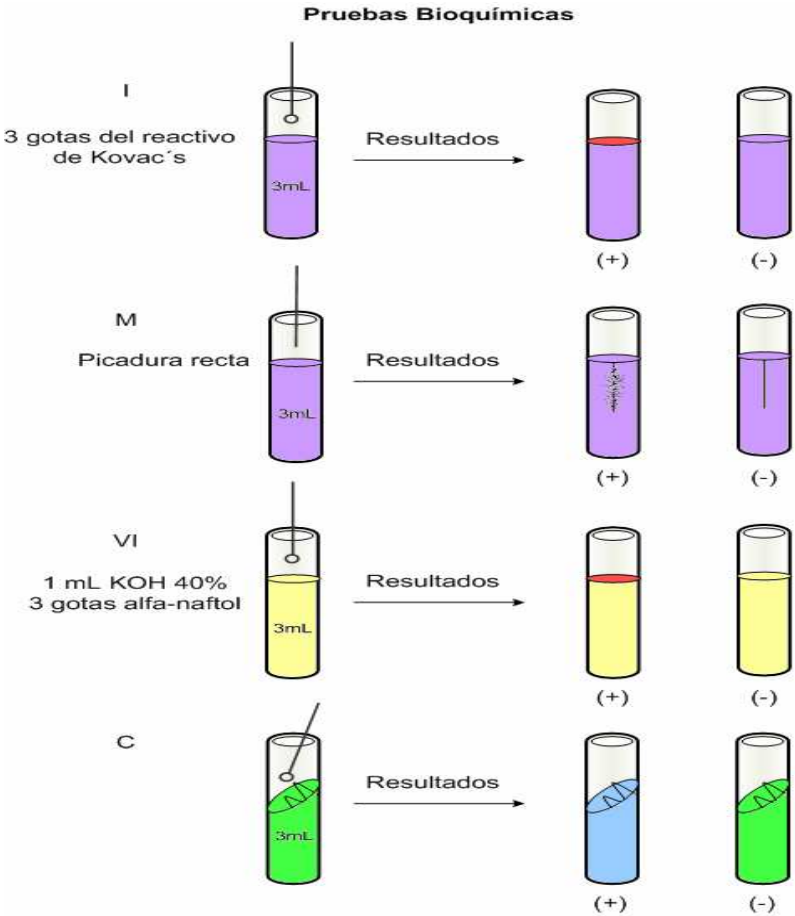 Pruebas Bioquímicas
I
3 gotas del reactivo
de Kovac´s
3mL
Resultados
(+)
(-)
M
Picadura recta
3mL
Resultados
(+)
(-)
VI
1 mL KOH 40%
3 gotas alfa-naftol
3mL
Resultados
(+)
(-)
C
3mL
Resultados
(+)
(-)